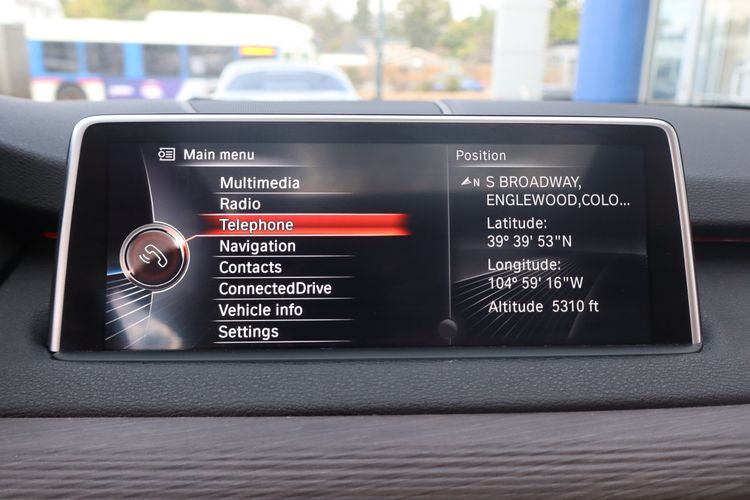 Main menu
Multimedia
Radio
Telephone
Navigation
Contacts
ConnectedDrive
Vehicle info
Settings
Position
N S BROADWAY,
ENGLEWOOD,COLO...
Latitude:
39° 39' 53"N
Longitude:
104° 59' 16"W
Altitude 5310 ft